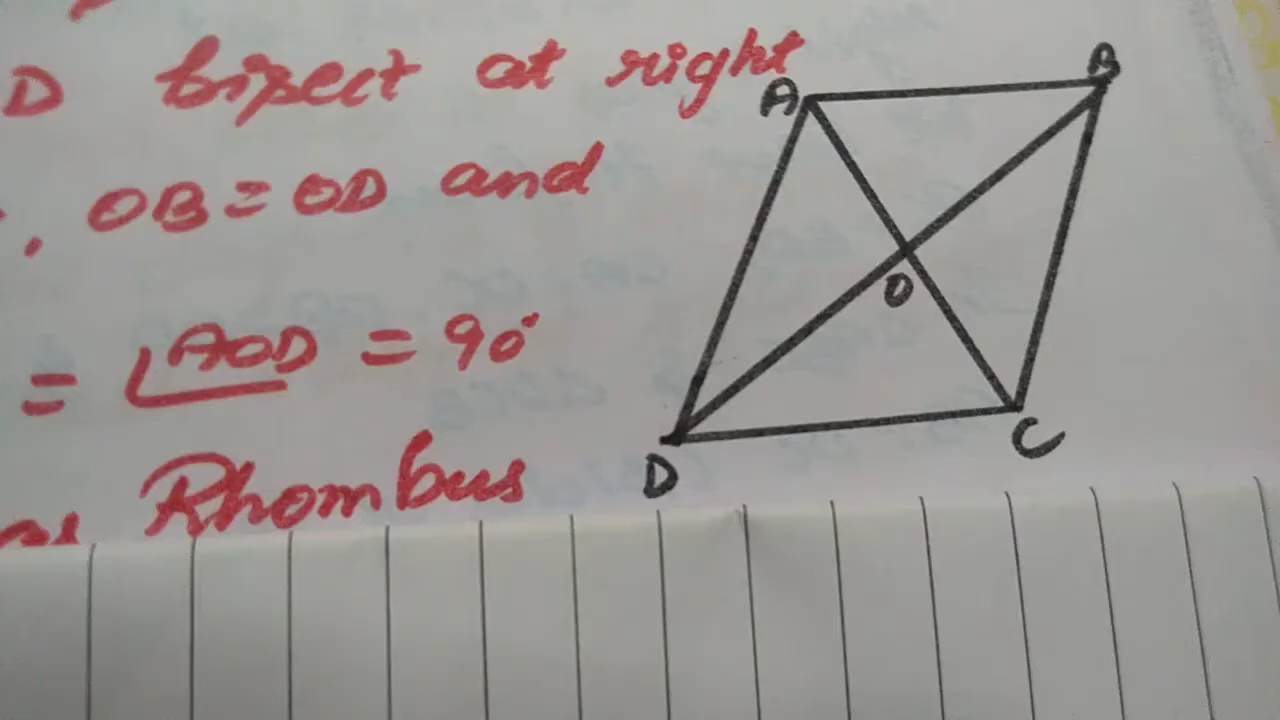 D bisect at right
. OB = OD and
= ∠AOD = 90°
Rhombus
A
B
O
D
C